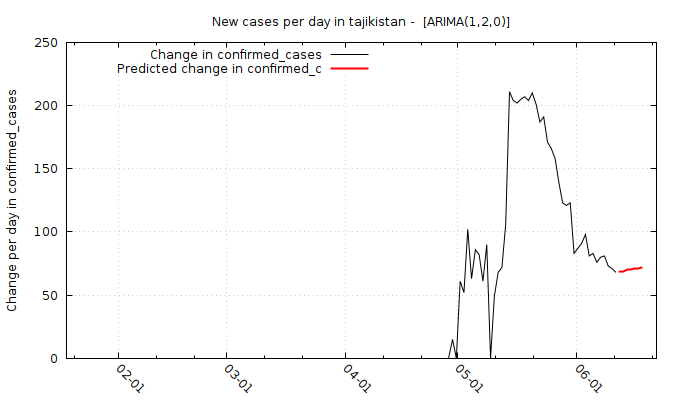 New cases per day in tajikistan -  [ARIMA(1,2,0)]
Change per day in confirmed_cases
Change in confirmed_cases
Predicted change in confirmed_c
250
200
150
100
50
0
02-01
03-01
04-01
05-01
06-01